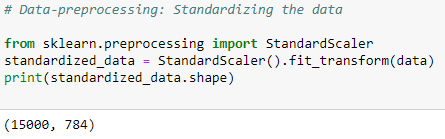 # Data-preprocessing: Standardizing the data
from sklearn.preprocessing import StandardScaler
standardized_data = StandardScaler().fit_transform(data)
print(standardized_data.shape)
(15000, 784)